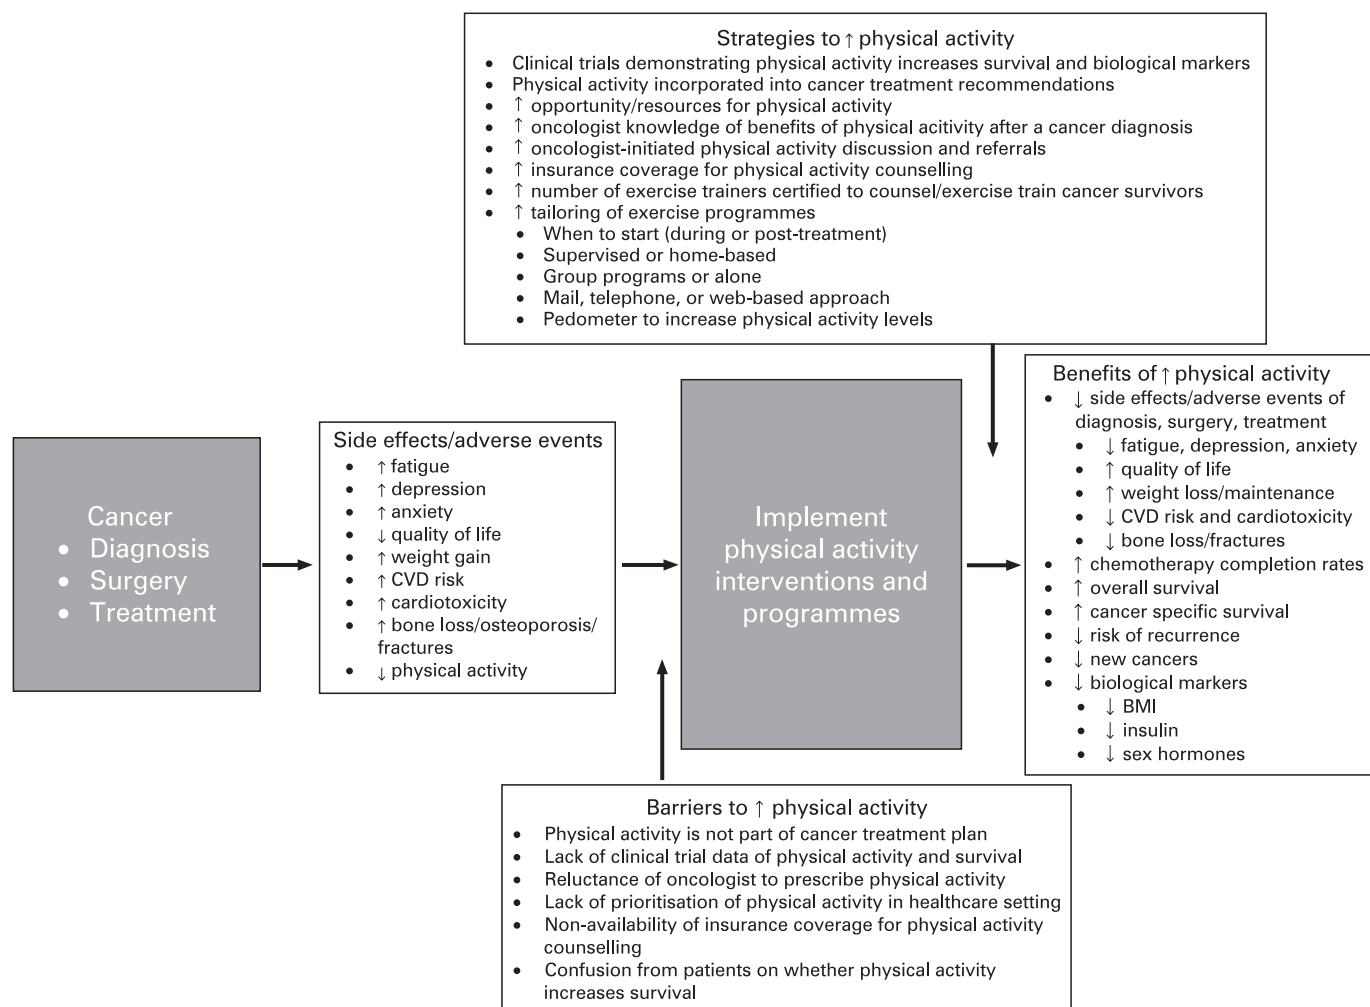 Strategies to ↑ physical activity
• Clinical trials demonstrating physical activity increases survival and biological markers
• Physical activity incorporated into cancer treatment recommendations
• ↑ opportunity/resources for physical activity
• ↑ oncologist knowledge of benefits of physical acitivity after a cancer diagnosis
• ↑ oncologist-initiated physical activity discussion and referrals
• ↑ insurance coverage for physical activity counselling
• ↑ number of exercise trainers certified to counsel/exercise train cancer survivors
• ↑ tailoring of exercise programmes
• When to start (during or post-treatment)
• Supervised or home-based
• Group programs or alone
• Mail, telephone, or web-based approach
• Pedometer to increase physical activity levels
Cancer
• Diagnosis
• Surgery
• Treatment
Side effects/adverse events
• ↑ fatigue
• ↑ depression
• ↑ anxiety
• ↓ quality of life
• ↑ weight gain
• ↑ CVD risk
• ↑ cardiotoxicity
• ↑ bone loss/osteoporosis/
fractures
• ↓ physical activity
Implement
physical activity
interventions and
programmes
Benefits of ↑ physical activity
• ↓ side effects/adverse events of
diagnosis, surgery, treatment
• ↓ fatigue, depression, anxiety
• ↑ quality of life
• ↑ weight loss/maintenance
• ↓ CVD risk and cardiotoxicity
• ↓ bone loss/fractures
• ↑ chemotherapy completion rates
• ↑ overall survival
• ↑ cancer specific survival
• ↓ risk of recurrence
• ↓ new cancers
• ↓ biological markers
• ↓ BMI
• ↓ insulin
• ↓ sex hormones
Barriers to ↑ physical activity
• Physical activity is not part of cancer treatment plan
• Lack of clinical trial data of physical activity and survival
• Reluctance of oncologist to prescribe physical activity
• Lack of prioritisation of physical activity in healthcare setting
• Non-availability of insurance coverage for physical activity
counselling
• Confusion from patients on whether physical activity
increases survival